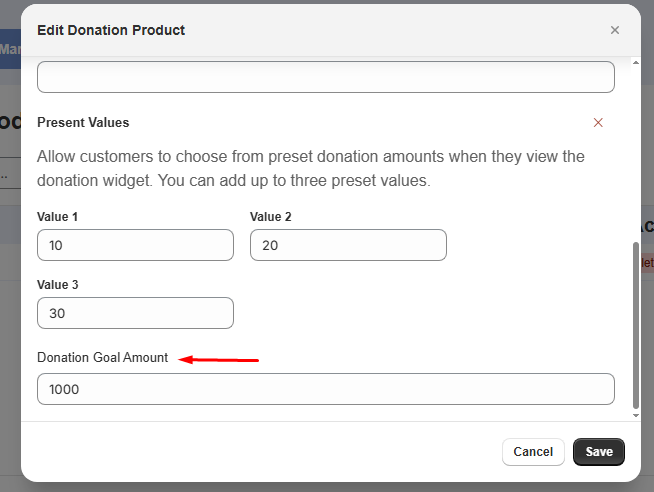 Edit Donation Product
Present Values
Allow customers to choose from preset donation amounts when they view the
donation widget. You can add up to three preset values.
Value 1
Value 2
10
20
Value 3
30
Donation Goal Amount
1000
Cancel
Save